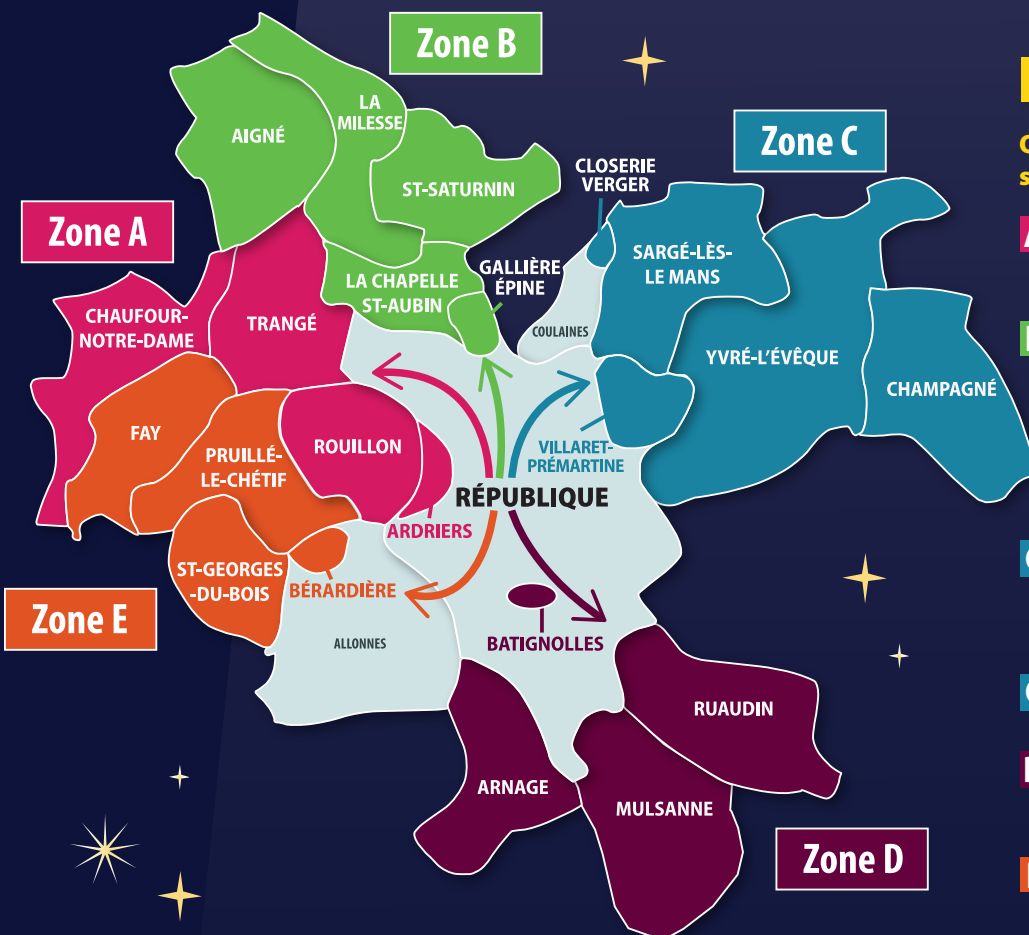 Zone B
LA
MILESSE
AIGNÉ
ST-SATURNIN
CLOSERIE
VERGER
Zone C
Zone A
SARGÉ-LÈS-
LE MANS
GALLIÈRE
ÉPINE
LA CHAPELLE
ST-AUBIN
CHAUFOUR-
NOTRE-DAME
TRANGÉ
COULAINES
YVRÉ-L'ÉVÊQUE
CHAMPAGNÉ
FAY
ROUILLON
PRUILLÉ-
LE-CHÉTIF
VILLARET-
PRÉMARTINE
RÉPUBLIQUE
ARDRIERS
ST-GEORGES
-DU-BOIS
BÉRARDIÈRE
Zone E
ALLONNES
BATIGNOLLES
RUAUDIN
ARNAGE
MULSANNE
Zone D